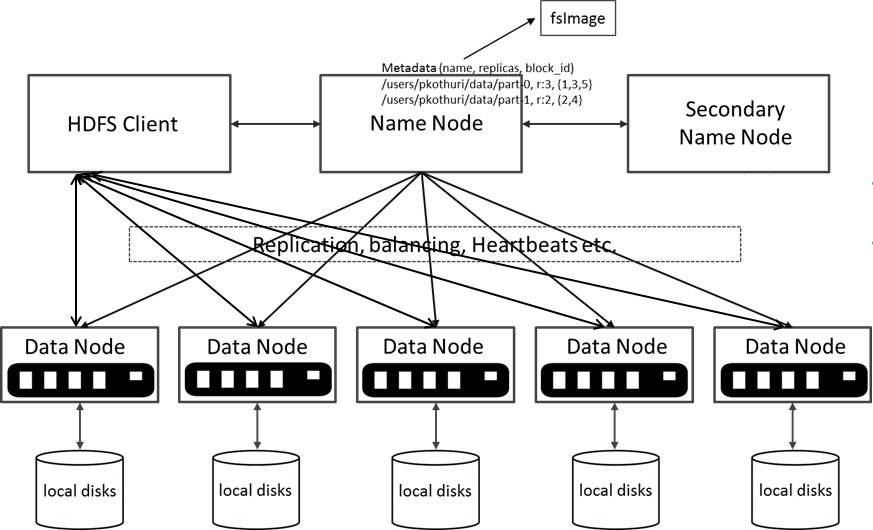 fsImage
Metadata (name, replicas, block_id)
/users/pkothuri/data/part-0, r:3, {1,3,5}
/users/pkothuri/data/part-1, r:2, {2,4}
HDFS Client
Name Node
Secondary
Name Node
Replication, balancing, Heartbeats etc.
Data Node
Data Node
Data Node
Data Node
Data Node
local disks
local disks
local disks
local disks
local disks